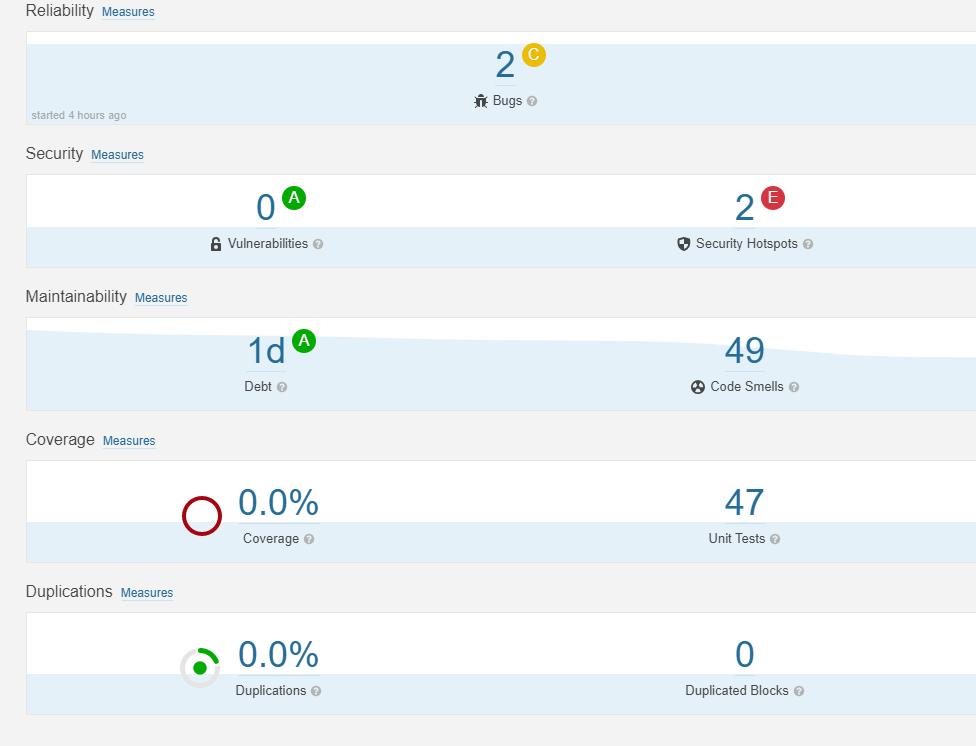 Reliability Measures
2 C
Bugs ?
started 4 hours ago
Security Measures
0 A 2 E
Vulnerabilities ? Security Hotspots ?
Maintainability Measures
1d A 49
Debt ? Code Smells ?
Coverage Measures
0.0% 47
Coverage ? Unit Tests ?
Duplications Measures
0.0% 0
Duplications ? Duplicated Blocks ?